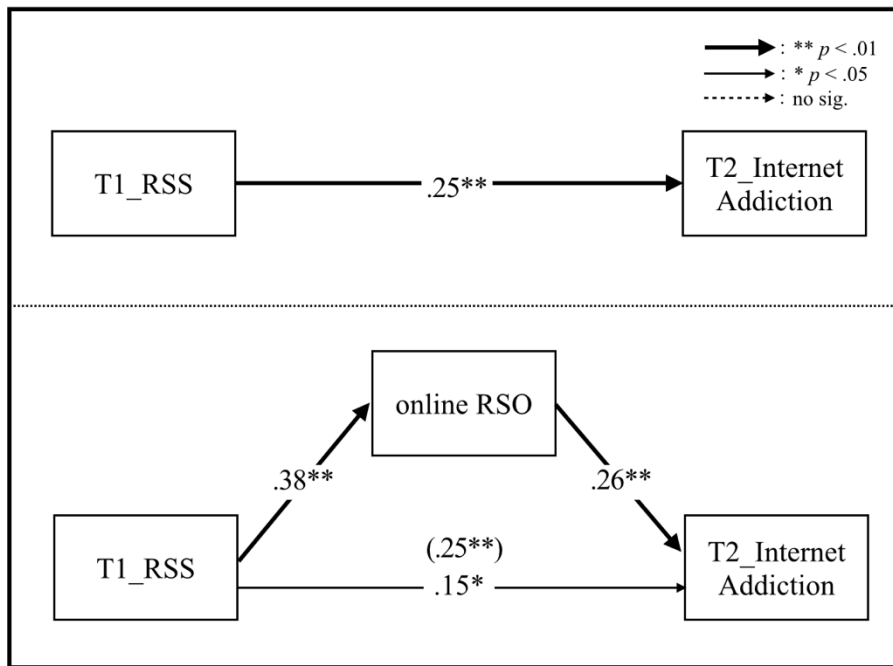 : ** p < .01
: * p < .05
: no sig.
T1_RSS
.25**
T2_Internet
Addiction
online RSO
.38**
.26**
T1_RSS
(.25**)
.15*
T2_Internet
Addiction